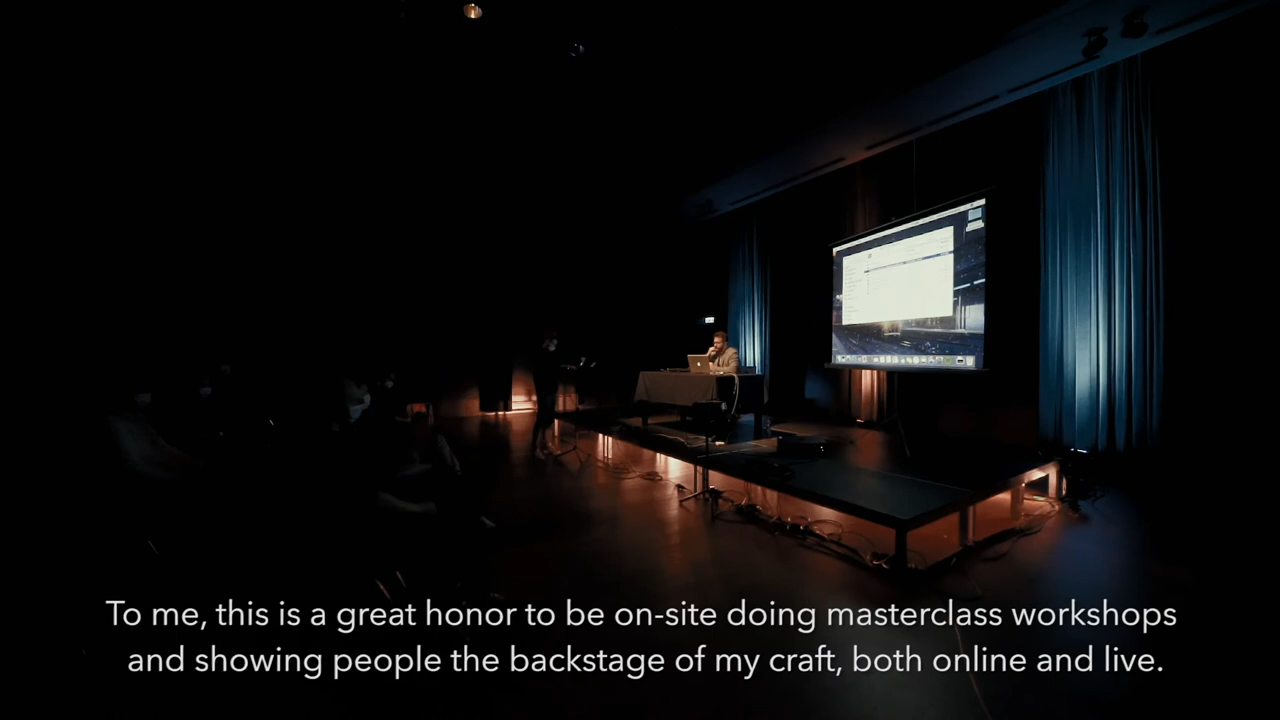 To me, this is a great honor to be on-site doing masterclass workshops
and showing people the backstage of my craft, both online and live.